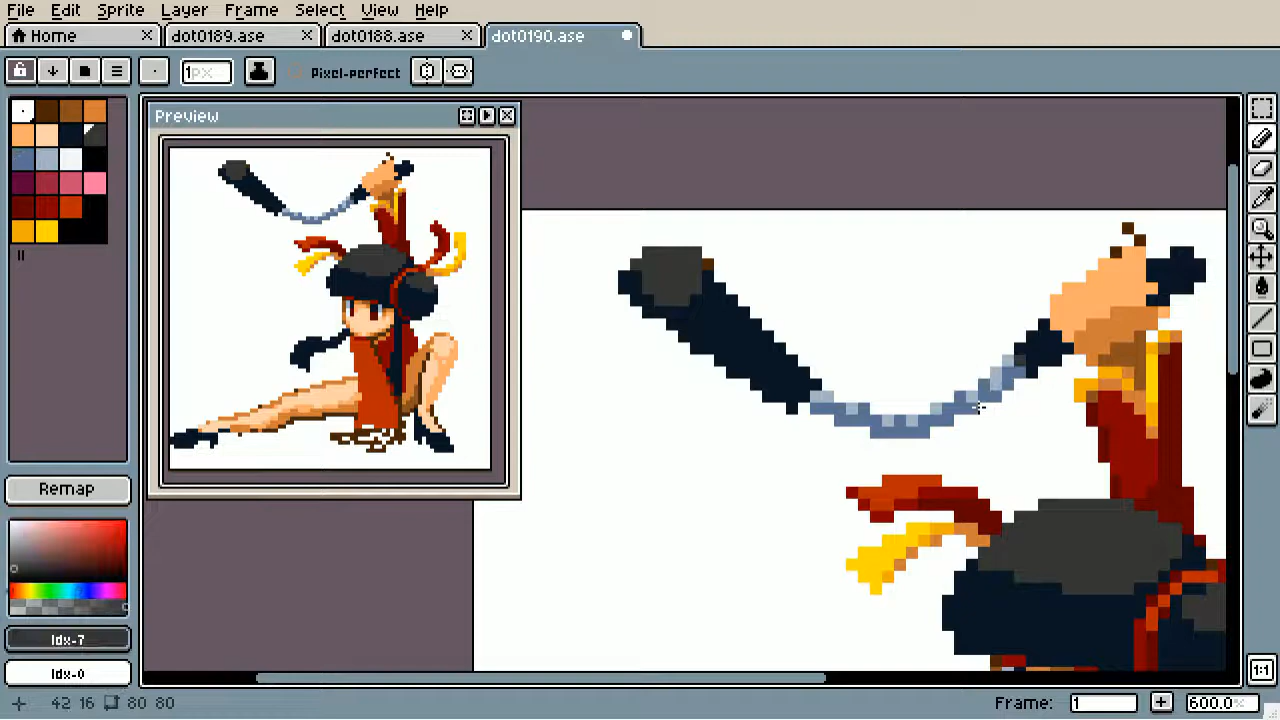 File Edit Sprite Layer Frame Select View Help
Home dot0189.ase dot0188.ase dot0190.ase
1px Pixel-perfect
Preview
Remap
Idx-7
Idx-0
1:1
42 16 80 80 Frame: 1 600.0%